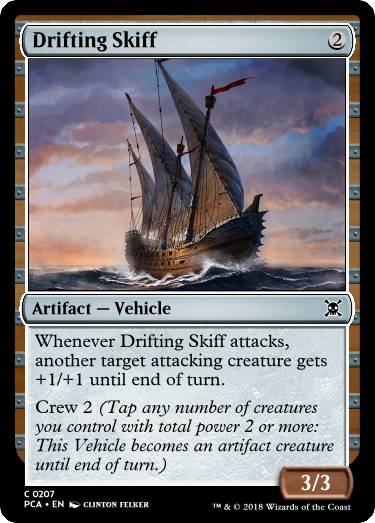 Drifting Skiff 2
Artifact — Vehicle
Whenever Drifting Skiff attacks,
another target attacking creature gets
+1/+1 until end of turn.
Crew 2 (Tap any number of creatures
you control with total power 2 or more:
This Vehicle becomes an artifact creature
until end of turn.)
3/3
C 0207
PCA • EN CLINTON FELKER
™ & © 2018 Wizards of the Coast